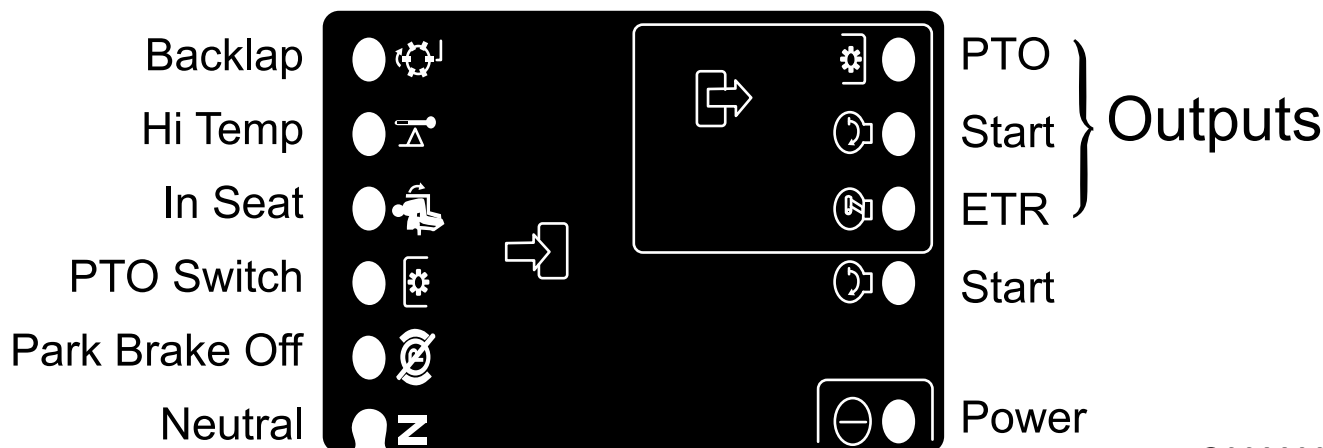 Backlap
Hi Temp
In Seat
PTO Switch
Park Brake Off
Neutral
N
PTO
Start
ETR
Outputs
Start
Power